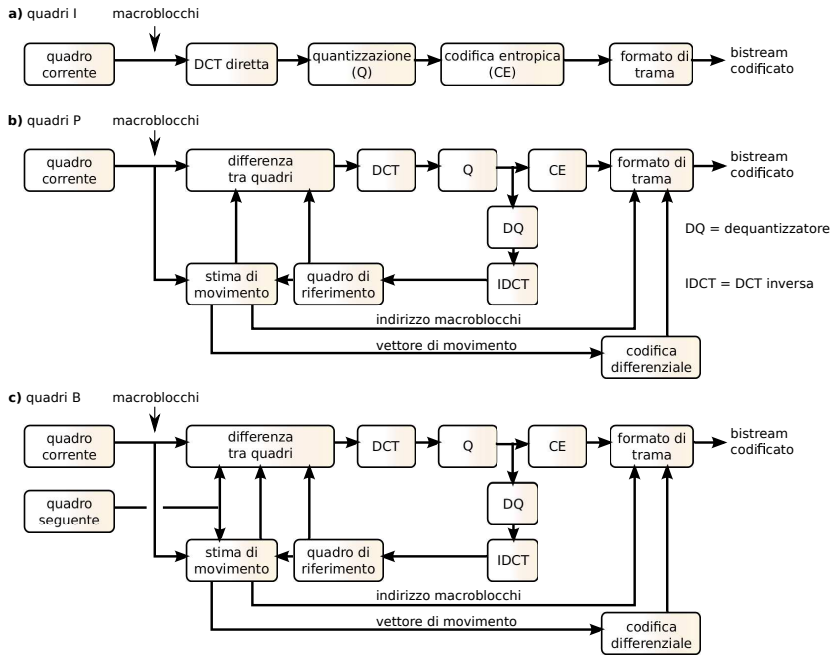 a) quadri I macroblocchi
quadro
corrente
DCT diretta
quantizzazione
(Q)
codifica entropica
(CE)
formato di
trama
bistream
codificato
b) quadri P macroblocchi
quadro
corrente
differenza
tra quadri
DCT
Q
CE
formato di
trama
bistream
codificato
DQ
DQ = dequantizzatore
stima di
movimento
quadro di
riferimento
IDCT
IDCT = DCT inversa
indirizzo macroblocchi
vettore di movimento
codifica
differenziale
c) quadri B macroblocchi
quadro
corrente
differenza
tra quadri
DCT
Q
CE
formato di
trama
bistream
codificato
quadro
seguente
DQ
stima di
movimento
quadro di
riferimento
IDCT
indirizzo macroblocchi
vettore di movimento
codifica
differenziale